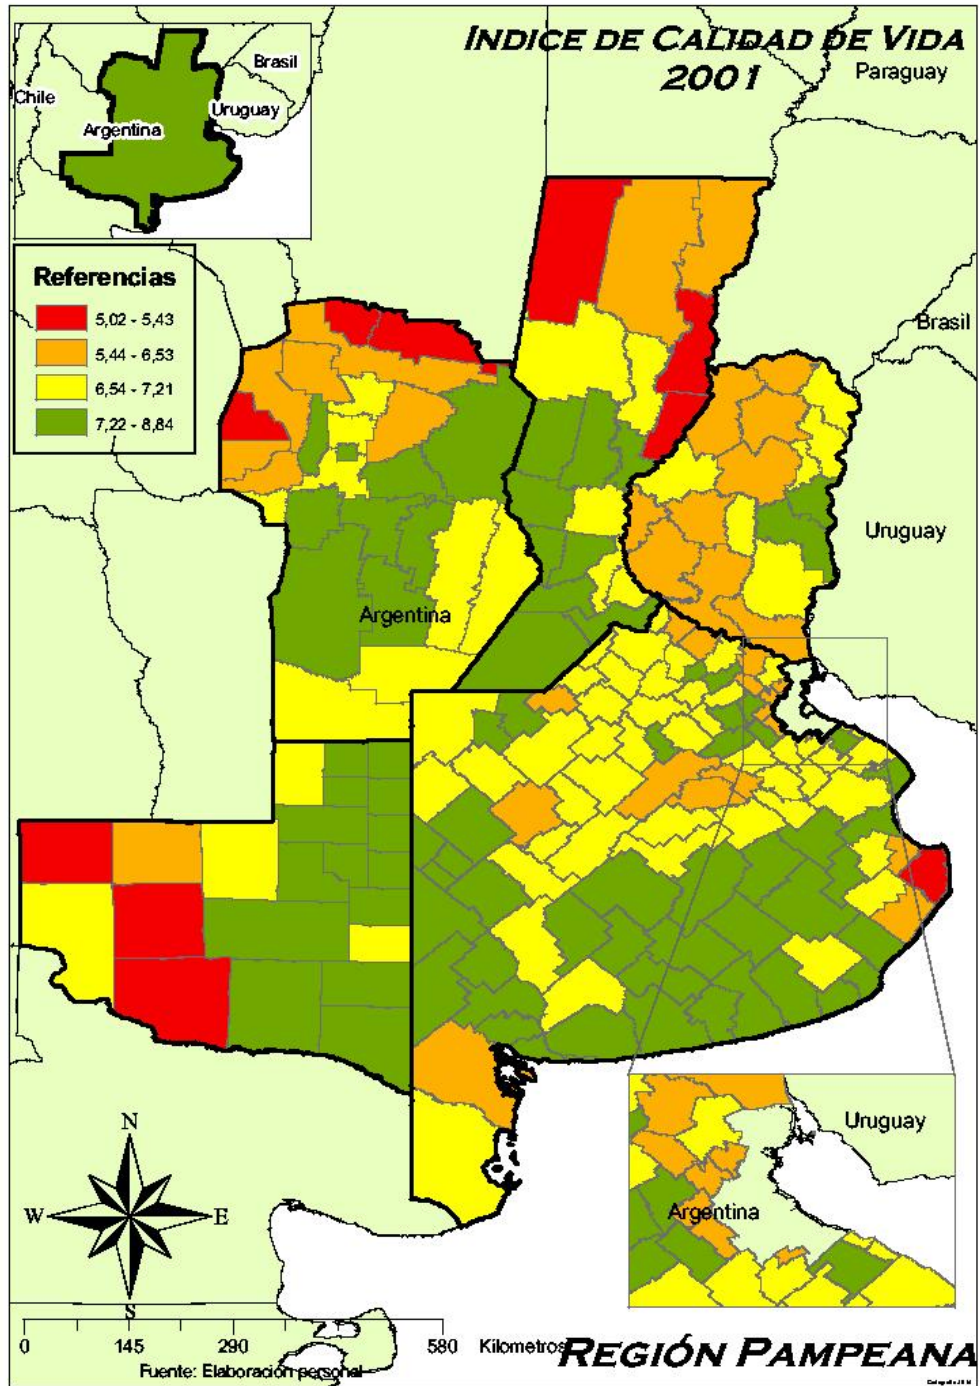 INDICE DE CALIDAD DE VIDA
2001
Brasil
Chile
Uruguay
Argentina
Paraguay
Referencias
5,02 - 5,43
5,44 - 6,53
6,54 - 7,21
7,22 - 8,84
Brasil
Uruguay
Argentina
Uruguay
Argentina
N
W E
S
0 145 290 580 Kilometros
Fuente: Elaboración personal
REGIÓN PAMPEANA